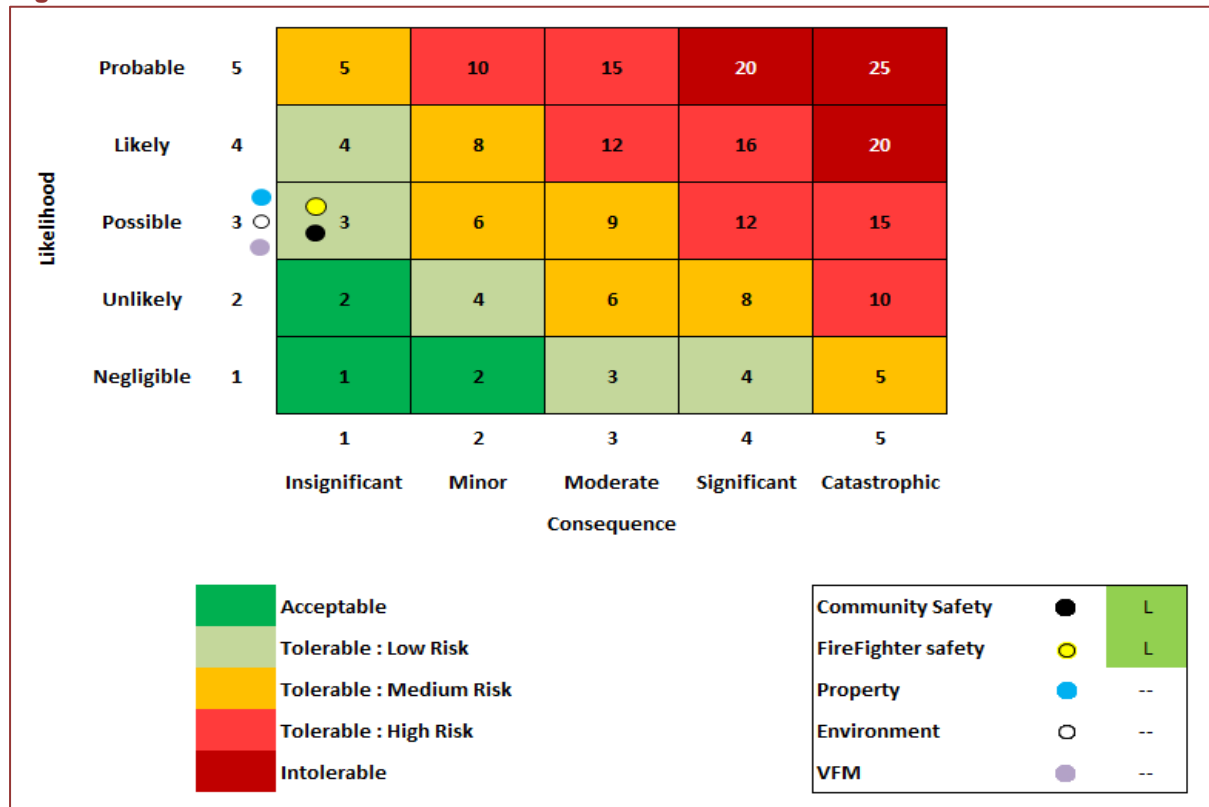 Probable 5 5 10 15 20 25
Likely 4 4 8 12 16 20
Likelihood
Possible 3 3 6 9 12 15
Unlikely 2 2 4 6 8 10
Negligible 1 1 2 3 4 5
1 2 3 4 5
Insignificant Minor Moderate Significant Catastrophic
Consequence
Acceptable
Tolerable : Low Risk
Tolerable : Medium Risk
Tolerable : High Risk
Intolerable
Community Safety L
FireFighter safety L
Property --
Environment --
VFM --